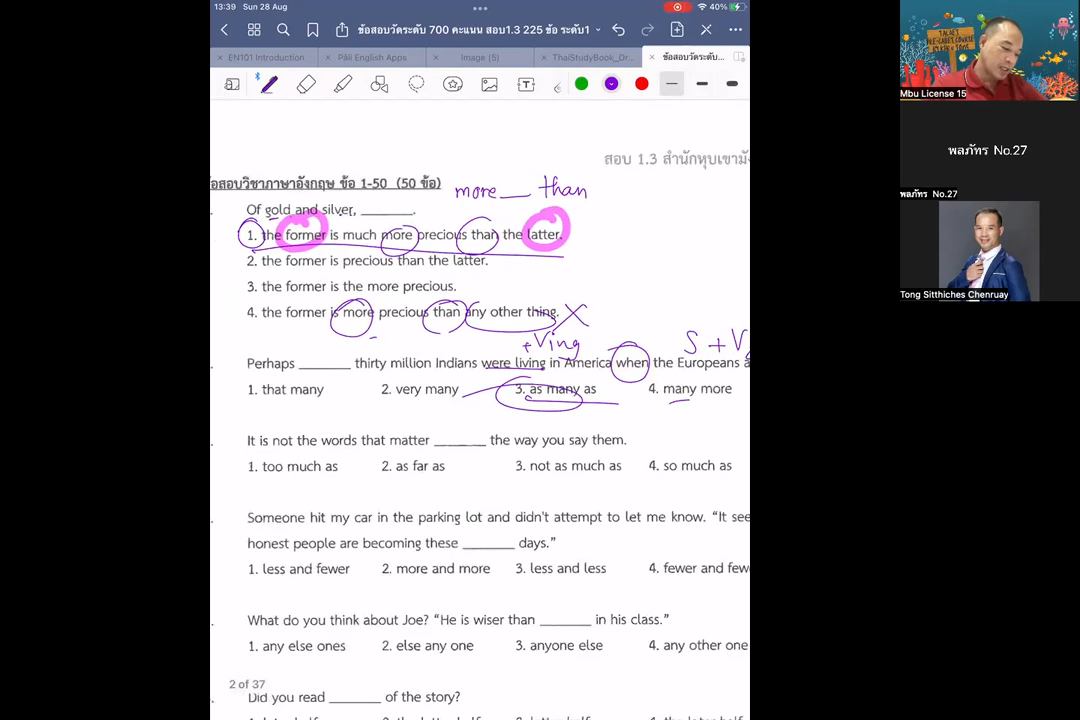 13:39 Sun 28 Aug
40%
ข้อสอบวัดระดับ 700 คะแนน สอบ1.3 225 ข้อ ระดับ1
EN101 Introduction
Pāli English Apps
Image (5)
ThaiStudyBook_Or...
ข้อสอบวัดระดับ...
สอบ 1.3 สำนักหุบเขามั
ข้อสอบวิชาภาษาอังกฤษ ข้อ 1-50 (50 ข้อ)
more __ than
Of gold and silver, ________.
1. the former is much more precious than the latter.
2. the former is precious than the latter.
3. the former is the more precious.
4. the former is more precious than any other thing. X
+Ving
S + V
Perhaps ________ thirty million Indians were living in America when the Europeans a
1. that many 2. very many 3. as many as 4. many more
It is not the words that matter ________ the way you say them.
1. too much as 2. as far as 3. not as much as 4. so much as
Someone hit my car in the parking lot and didn't attempt to let me know. "It see
honest people are becoming these ________ days."
1. less and fewer 2. more and more 3. less and less 4. fewer and few
What do you think about Joe? "He is wiser than ________ in his class."
1. any else ones 2. else any one 3. anyone else 4. any other one
2 of 37
Did you read ________ of the story?
TALAE'S
PRE-CADET COURSE
Mbu License 15
พลภัทร No.27
พลภัทร No.27
Tong Sitthiches Chenruay